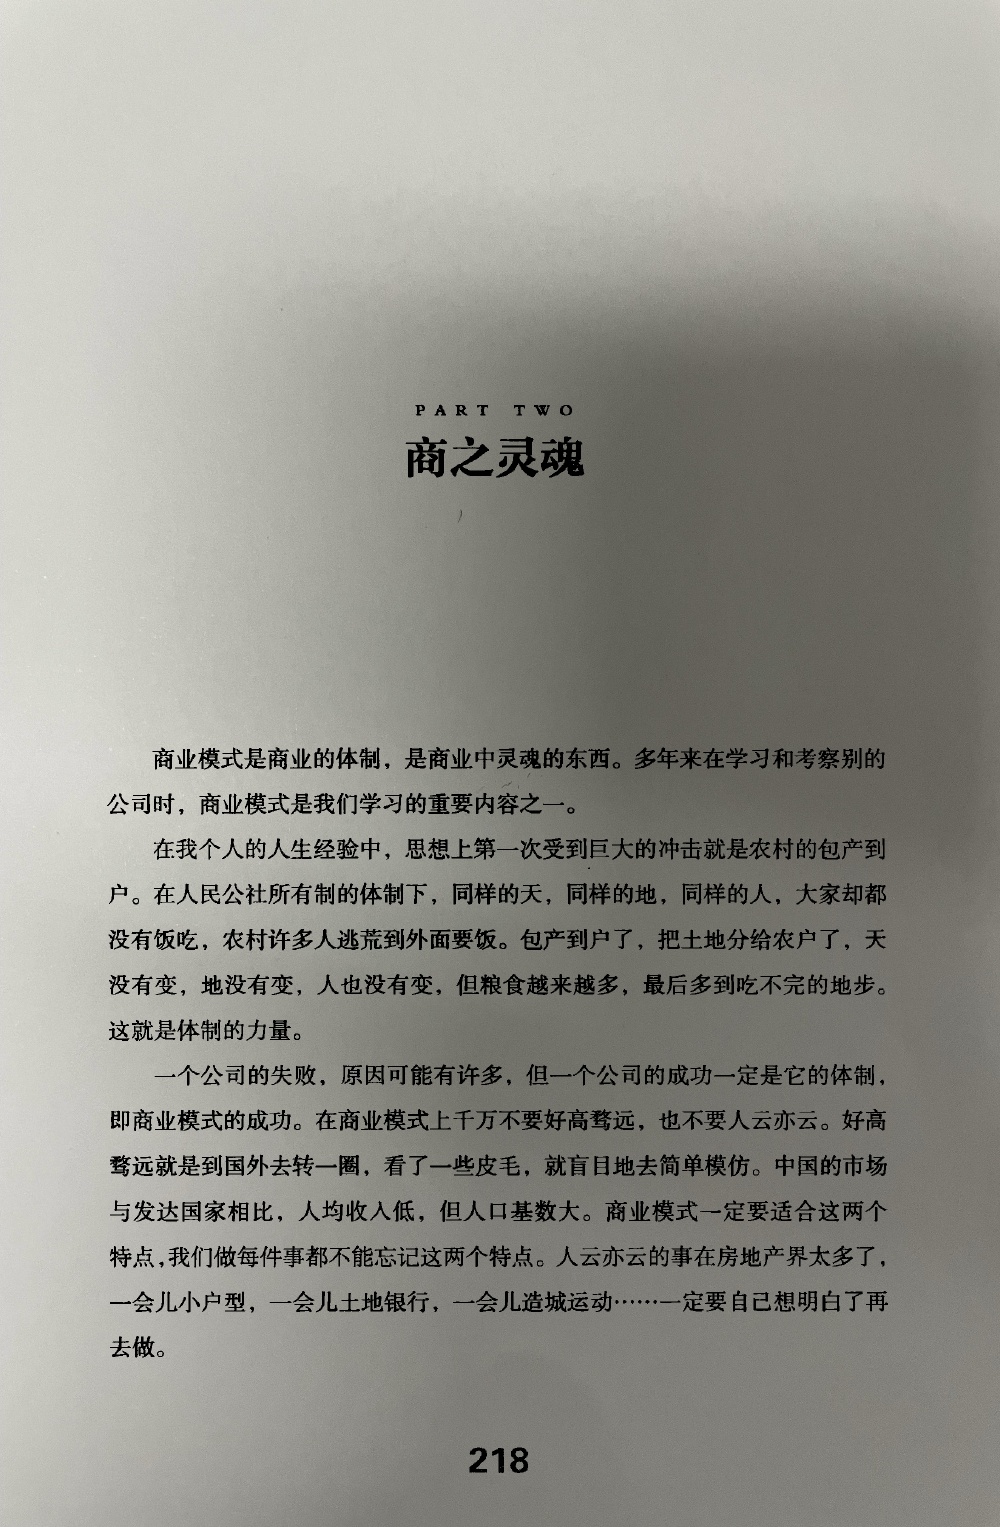 PART TWO
商之灵魂
商业模式是商业的体制，是商业中灵魂的东西。多年来在学习和考察别的
公司时，商业模式是我们学习的重要内容之一。
在我个人的人生经验中，思想上第一次受到巨大的冲击就是农村的包产到
户。在人民公社所有制的体制下，同样的天，同样的地，同样的人，大家却都
没有饭吃，农村许多人逃荒到外面要饭。包产到户了，把土地分给农户了，天
没有变，地没有变，人也没有变，但粮食越来越多，最后多到吃不完的地步。
这就是体制的力量。
一个公司的失败，原因可能有许多，但一个公司的成功一定是它的体制，
即商业模式的成功。在商业模式上千万不要好高骛远，也不要人云亦云。好高
骛远就是到国外去转一圈，看了一些皮毛，就盲目地去简单模仿。中国的市场
与发达国家相比，人均收入低，但人口基数大。商业模式一定要适合这两个
特点，我们做每件事都不能忘记这两个特点。人云亦云的事在房地产界太多了，
一会儿小户型，一会儿土地银行，一会儿造城运动……一定要自己想明白了再
去做。
218